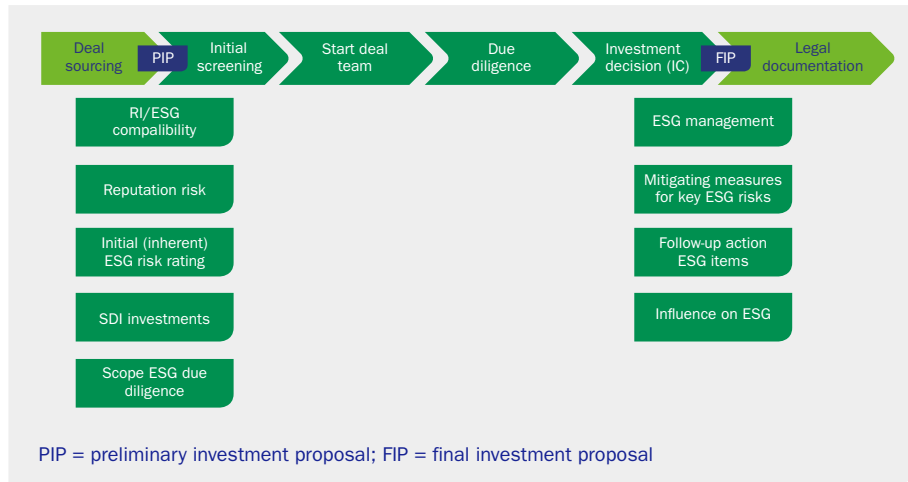 Deal
sourcing
PIP
Initial
screening
Start deal
team
Due
diligence
Investment
decision (IC)
FIP
Legal
documentation
RI/ESG
compalibility
Reputation risk
Initial (inherent)
ESG risk rating
SDI investments
Scope ESG due
diligence
ESG management
Mitigating measures
for key ESG risks
Follow-up action
ESG items
Influence on ESG
PIP = preliminary investment proposal; FIP = final investment proposal